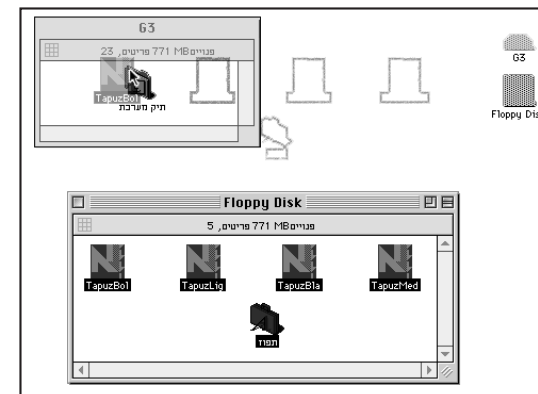 G3
23 פריטים, 771 MB פנויים
TapuzBol
תיק מערכת
G3
Floppy Dis
Floppy Disk
5 פריטים, 771 MB פנויים
TapuzBol
TapuzLig
TapuzBla
TapuzMed
תפוז